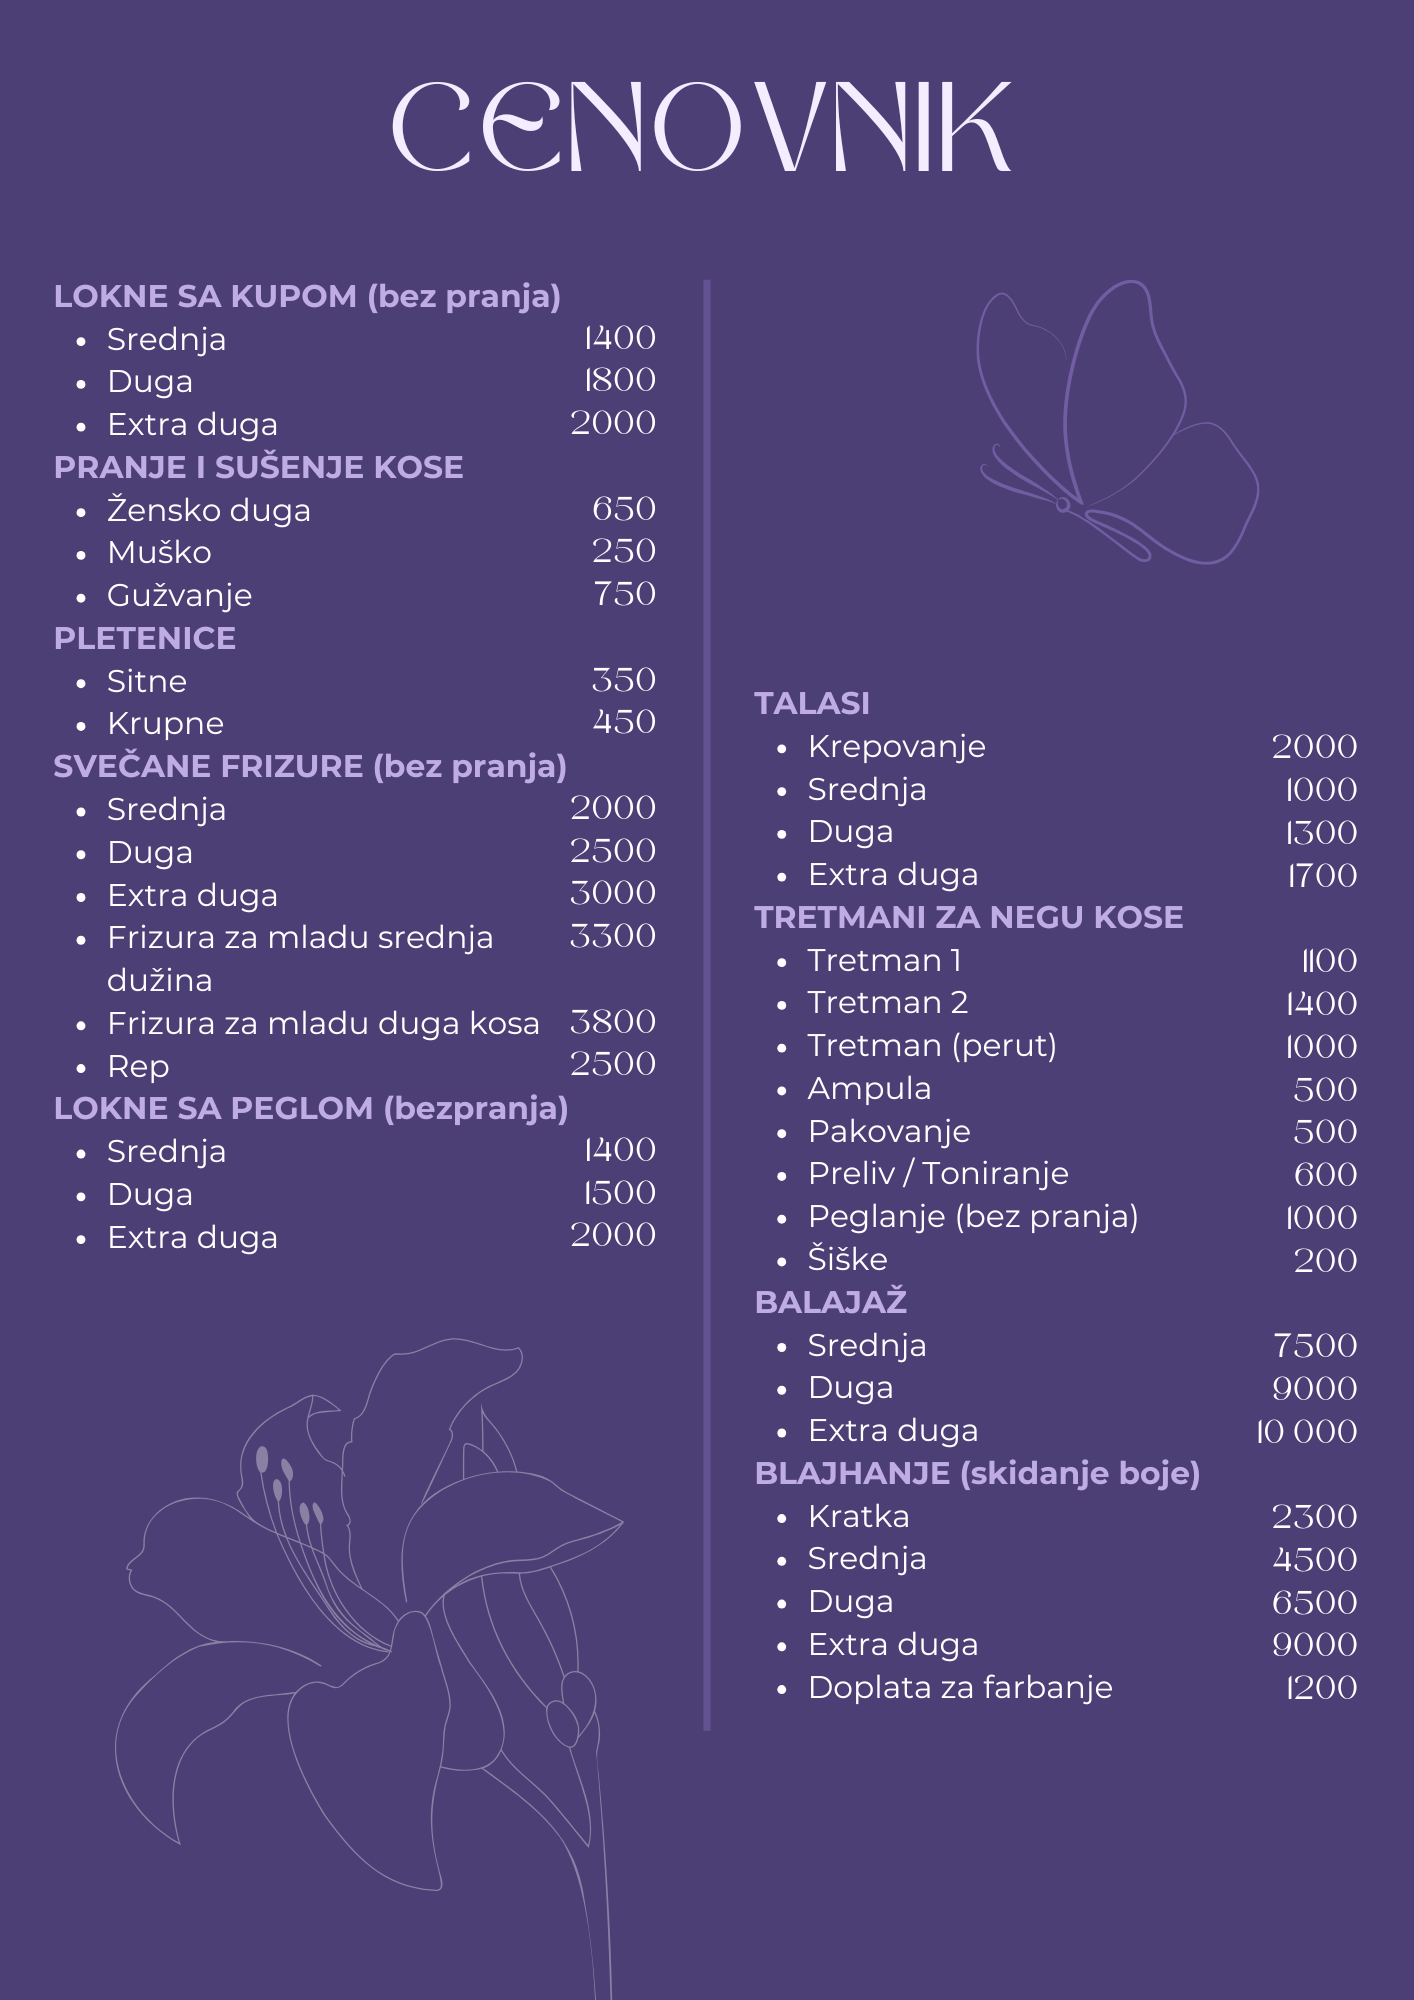 CENOVNIK
LOKNE SA KUPOM (bez pranja)
• Srednja 1400
• Duga 1800
• Extra duga 2000
PRANJE I SUŠENJE KOSE
• Žensko duga 650
• Muško 250
• Gužvanje 750
PLETENICE
• Sitne 350
• Krupne 450
SVEČANE FRIZURE (bez pranja)
• Srednja 2000
• Duga 2500
• Extra duga 3000
• Frizura za mladu srednja 3300
dužina
• Frizura za mladu duga kosa 3800
• Rep 2500
LOKNE SA PEGLOM (bezpranja)
• Srednja 1400
• Duga 1500
• Extra duga 2000
TALASI
• Krepovanje 2000
• Srednja 1000
• Duga 1300
• Extra duga 1700
TRETMANI ZA NEGU KOSE
• Tretman 1 1100
• Tretman 2 1400
• Tretman (perut) 1000
• Ampula 500
• Pakovanje 500
• Preliv / Toniranje 600
• Peglanje (bez pranja) 1000
• Šiške 200
BALAJAŽ
• Srednja 7500
• Duga 9000
• Extra duga 10 000
BLAJHANJE (skidanje boje)
• Kratka 2300
• Srednja 4500
• Duga 6500
• Extra duga 9000
• Doplata za farbanje 1200